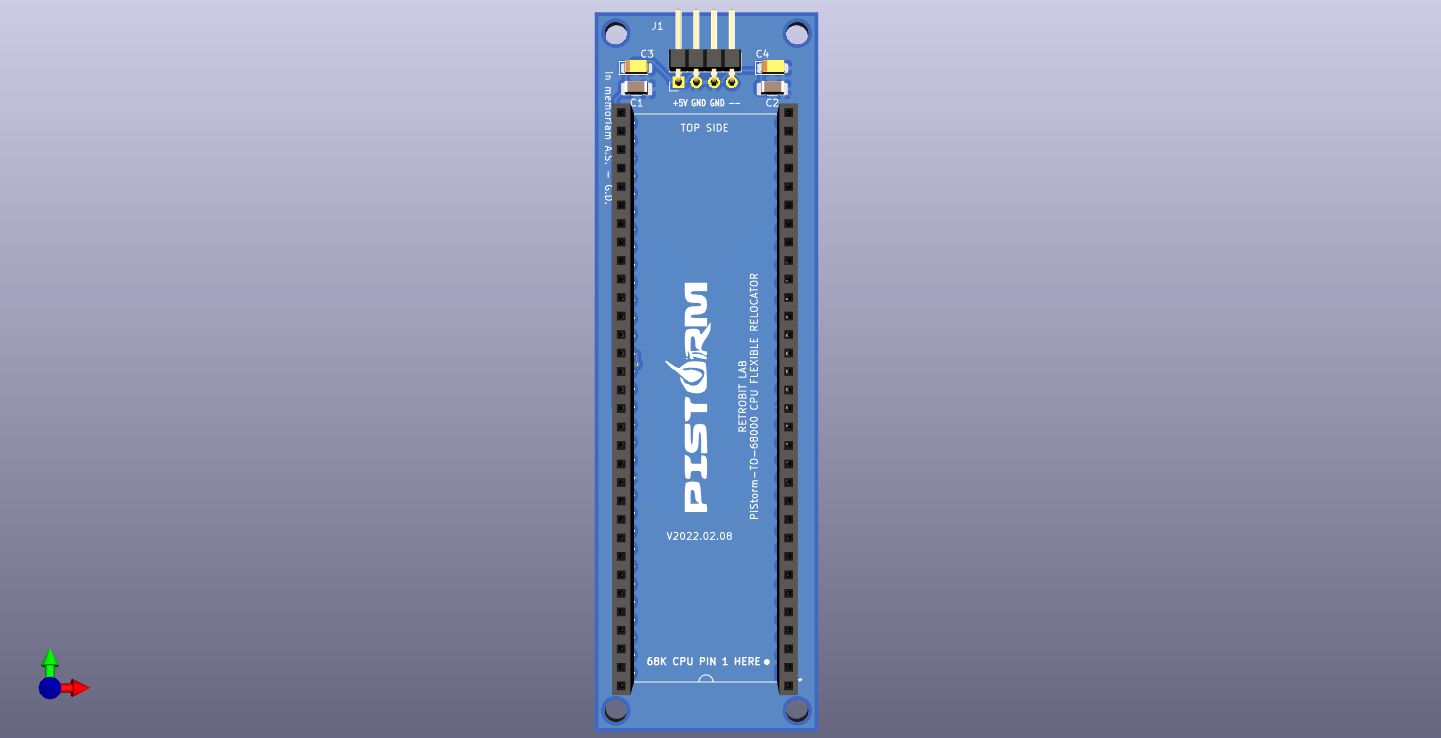 J1
C3
C4
C1
+5V GND GND --
C2
TOP SIDE
in memoriam A.S. - G.D.
PISTORM
RETROBIT LAB
PiStorm-TO-68000 CPU FLEXIBLE RELOCATOR
V2022.02.08
68K CPU PIN 1 HERE